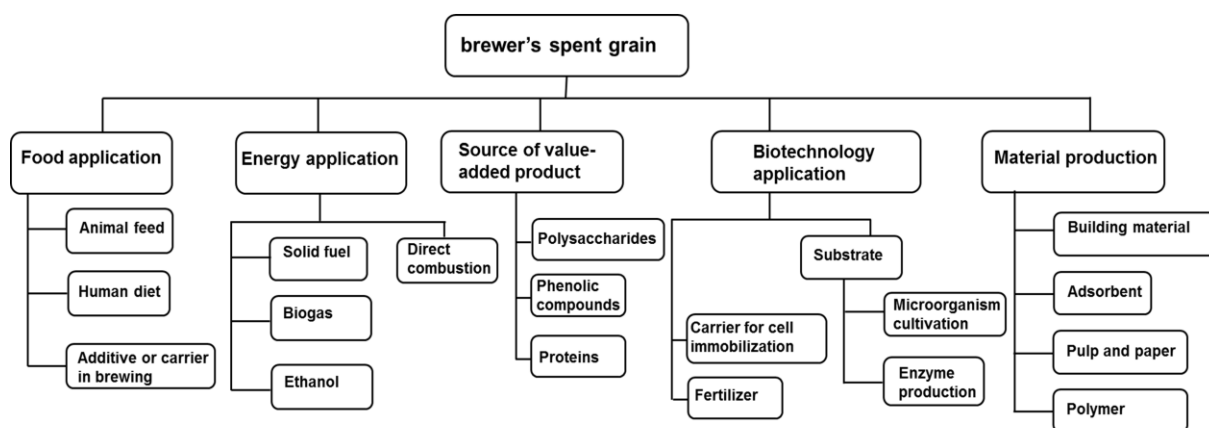 brewer's spent grain
Food application
Energy application
Source of value-
added product
Biotechnology
application
Material production
Animal feed
Human diet
Additive or carrier
in brewing
Solid fuel
Biogas
Ethanol
Direct
combustion
Polysaccharides
Phenolic
compounds
Proteins
Carrier for cell
immobilization
Fertilizer
Substrate
Microorganism
cultivation
Enzyme
production
Building material
Adsorbent
Pulp and paper
Polymer